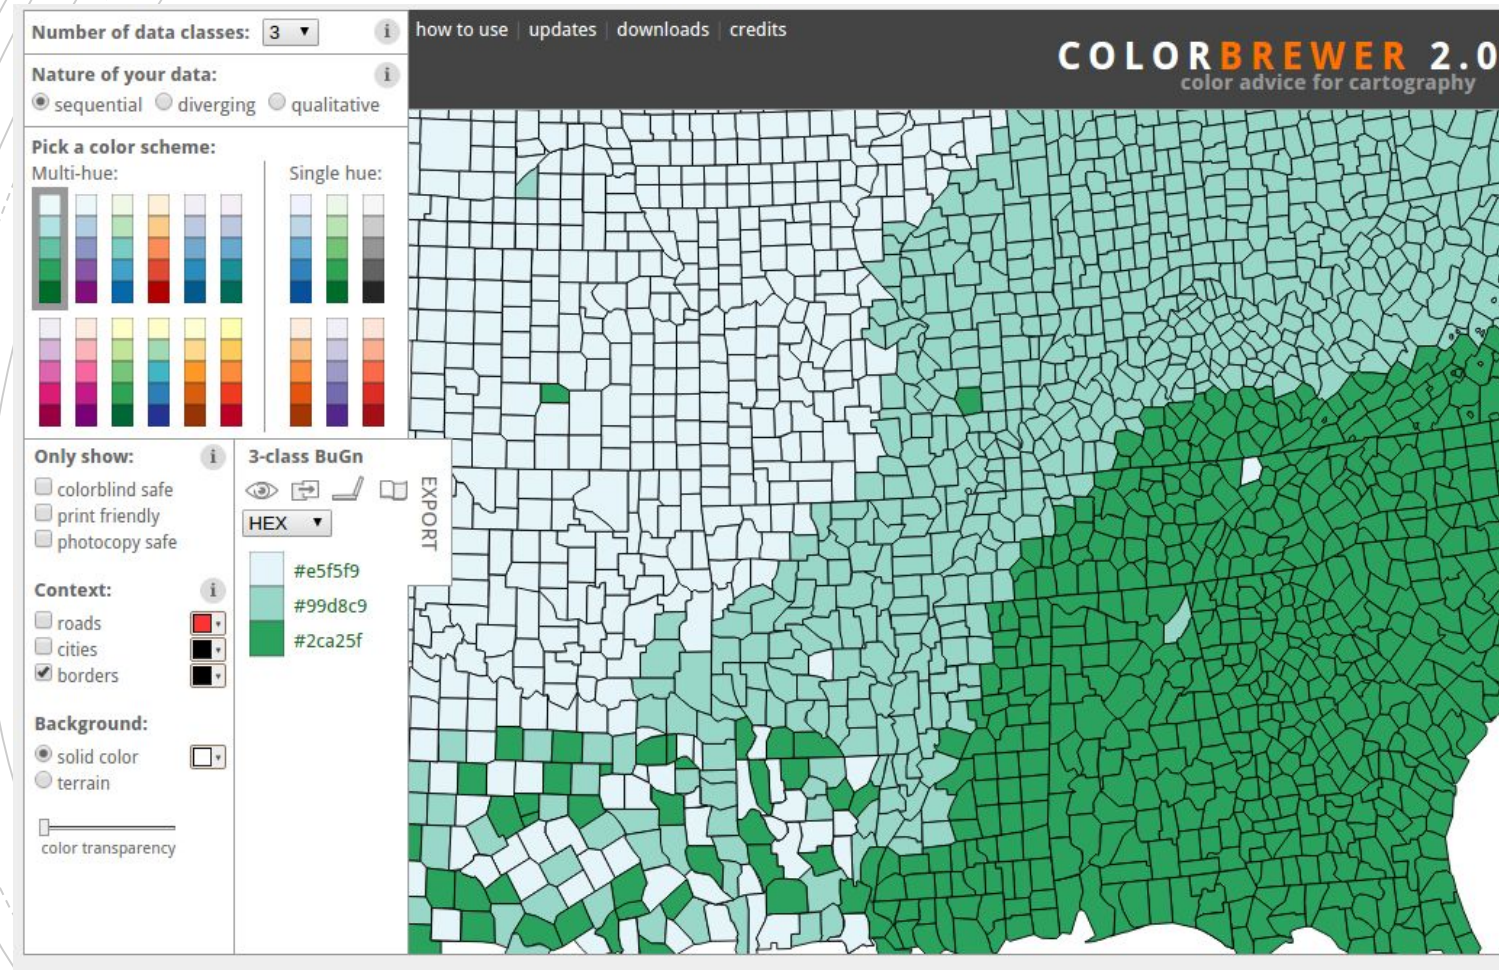 Number of data classes: 3
i
how to use | updates | downloads | credits
COLORBREWER 2.0
color advice for cartography
Nature of your data:
i
sequential diverging qualitative
Pick a color scheme:
Multi-hue: Single hue:
Only show:
i
colorblind safe
print friendly
photocopy safe
Context:
i
roads
cities
borders
Background:
solid color
terrain
color transparency
3-class BuGn
EXPORT
HEX
#e5f5f9
#99d8c9
#2ca25f